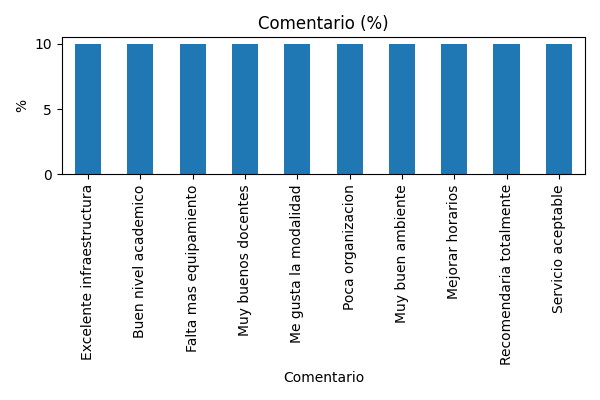 Comentario (%)
%
10
5
0
Excelente infraestructura
Buen nivel academico
Falta mas equipamiento
Muy buenos docentes
Me gusta la modalidad
Poca organizacion
Muy buen ambiente
Mejorar horarios
Recomendaria totalmente
Servicio aceptable
Comentario